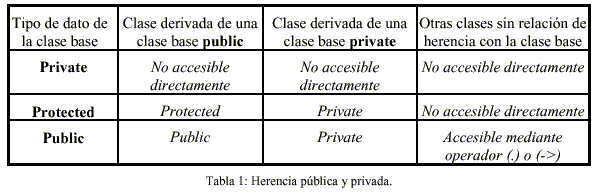 Tipo de dato de la clase base | Clase derivada de una clase base public | Clase derivada de una clase base private | Otras clases sin relación de herencia con la clase base
Private | No accesible directamente | No accesible directamente | No accesible directamente
Protected | Protected | Private | No accesible directamente
Public | Public | Private | Accesible mediante operador (.) o (->)
Tabla 1: Herencia pública y privada.